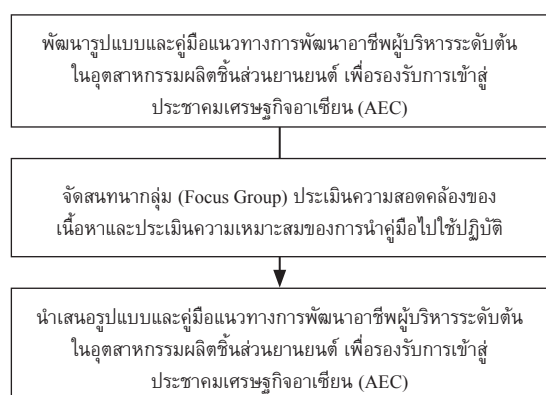 พัฒนารูปแบบและคู่มือแนวทางการพัฒนาอาชีพผู้บริหารระดับต้น
ในอุตสาหกรรมผลิตชิ้นส่วนยานยนต์ เพื่อรองรับการเข้าสู่
ประชาคมเศรษฐกิจอาเซียน (AEC)
จัดสนทนากลุ่ม (Focus Group) ประเมินความสอดคล้องของ
เนื้อหาและประเมินความเหมาะสมของการนำคู่มือไปใช้ปฏิบัติ
นำเสนอรูปแบบและคู่มือแนวทางการพัฒนาอาชีพผู้บริหารระดับต้น
ในอุตสาหกรรมผลิตชิ้นส่วนยานยนต์ เพื่อรองรับการเข้าสู่
ประชาคมเศรษฐกิจอาเซียน (AEC)